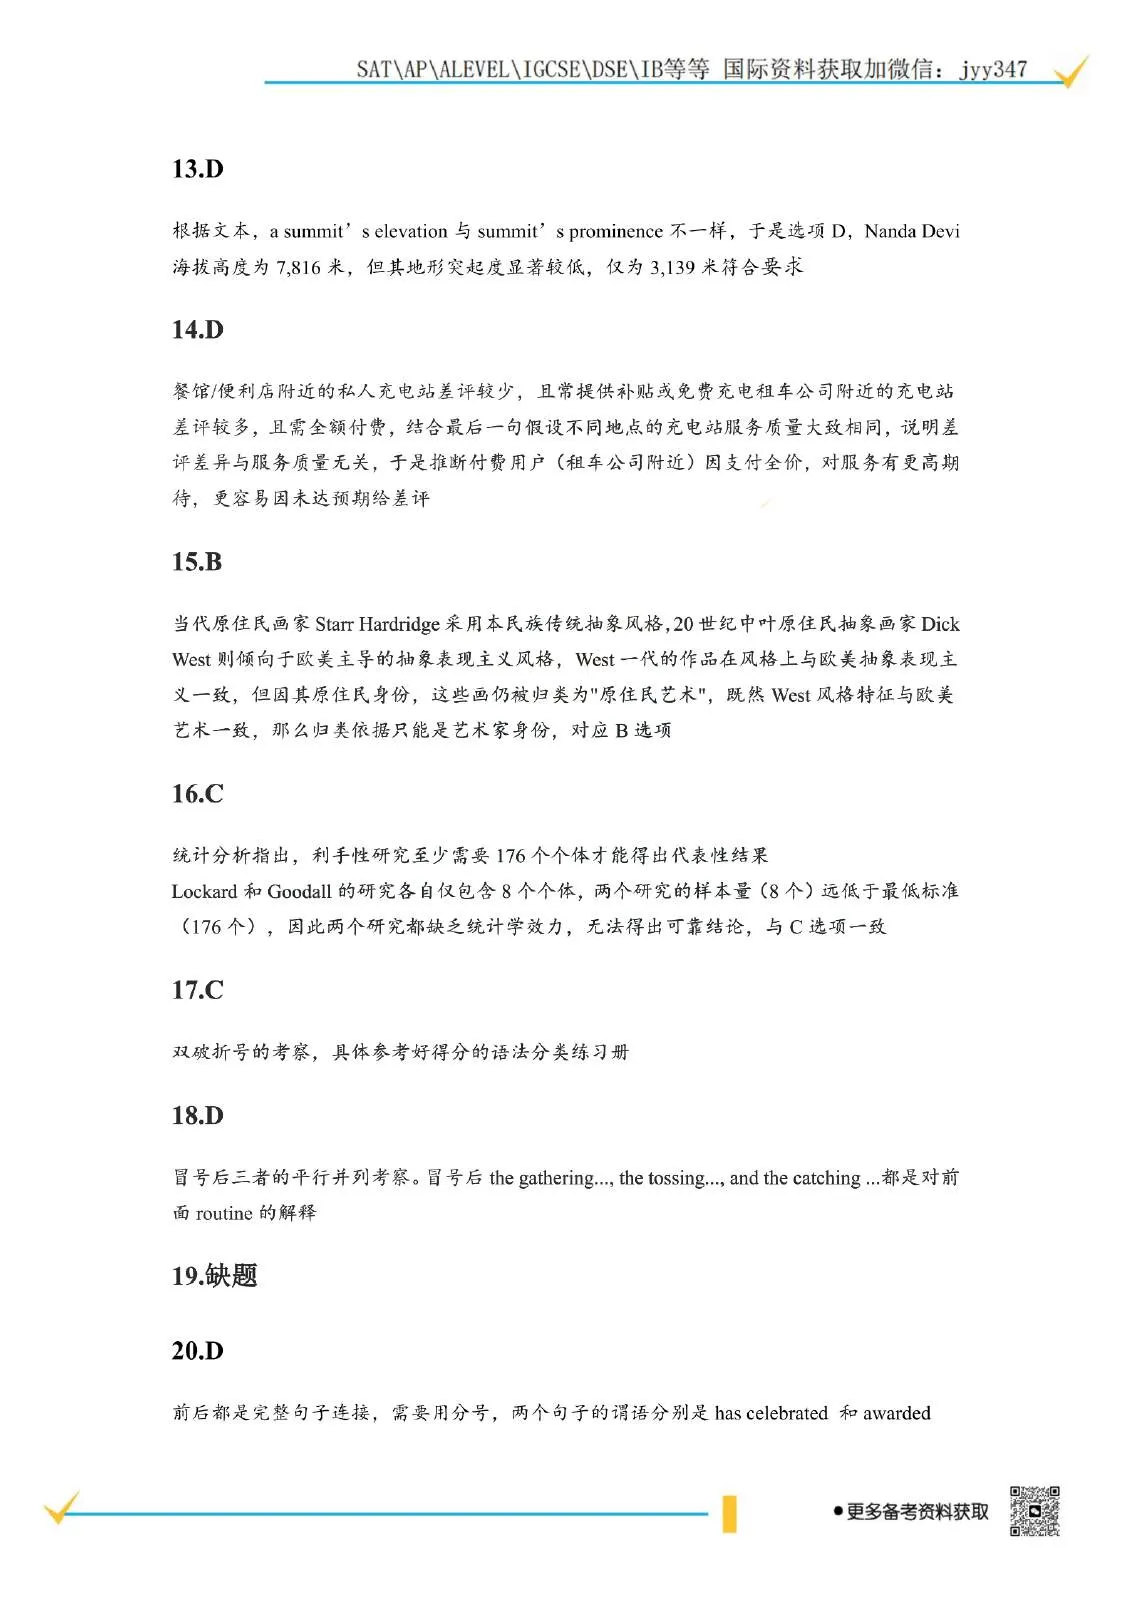 SAT\AP\ALEVEL\IGCSE\DSE\IB等等 国际资料获取加微信：jyy347
13.D
根据文本，a summit’s elevation 与 summit’s prominence 不一样，于是选项 D，Nanda Devi
海拔高度为 7,816 米，但其地形突起度显著较低，仅为 3,139 米符合要求
14.D
餐馆/便利店附近的私人充电站差评较少，且常提供补贴或免费充电租车公司附近的充电站
差评较多，且需全额付费，结合最后一句假设不同地点的充电站服务质量大致相同，说明差
评差异与服务质量无关，于是推断付费用户（租车公司附近）因支付全价，对服务有更高期
待，更容易因未达预期给差评
15.B
当代原住民画家 Starr Hardridge 采用本民族传统抽象风格,20 世纪中叶原住民抽象画家 Dick
West 则倾向于欧美主导的抽象表现主义风格，West 一代的作品在风格上与欧美抽象表现主
义一致，但因其原住民身份，这些画仍被归类为"原住民艺术"，既然 West 风格特征与欧美
艺术一致，那么归类依据只能是艺术家身份，对应 B 选项
16.C
统计分析指出，利手性研究至少需要 176 个个体才能得出代表性结果
Lockard 和 Goodall 的研究各自仅包含 8 个个体，两个研究的样本量（8 个）远低于最低标准
（176 个），因此两个研究都缺乏统计学效力，无法得出可靠结论，与 C 选项一致
17.C
双破折号的考察，具体参考好得分的语法分类练习册
18.D
冒号后三者的平行并列考察。冒号后 the gathering..., the tossing..., and the catching ...都是对前
面 routine 的解释
19.缺题
20.D
前后都是完整句子连接，需要用分号，两个句子的谓语分别是 has celebrated 和 awarded
●更多备考资料获取